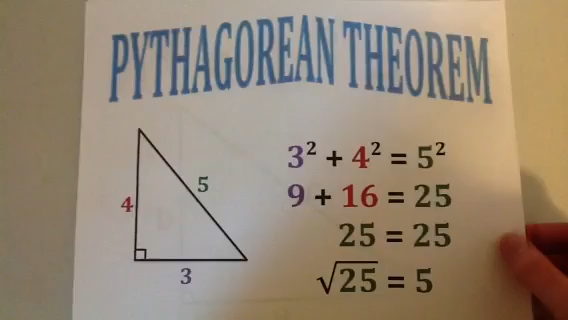 PYTHAGOREAN THEOREM
3² + 4² = 5²
9 + 16 = 25
25 = 25
√25 = 5
4
5
3